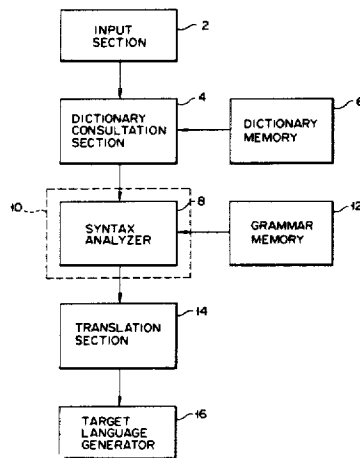 INPUT
SECTION
2
DICTIONARY
CONSULTATION
SECTION
4
DICTIONARY
MEMORY
6
10
SYNTAX
ANALYZER
8
GRAMMAR
MEMORY
12
TRANSLATION
SECTION
14
TARGET
LANGUAGE
GENERATOR
16